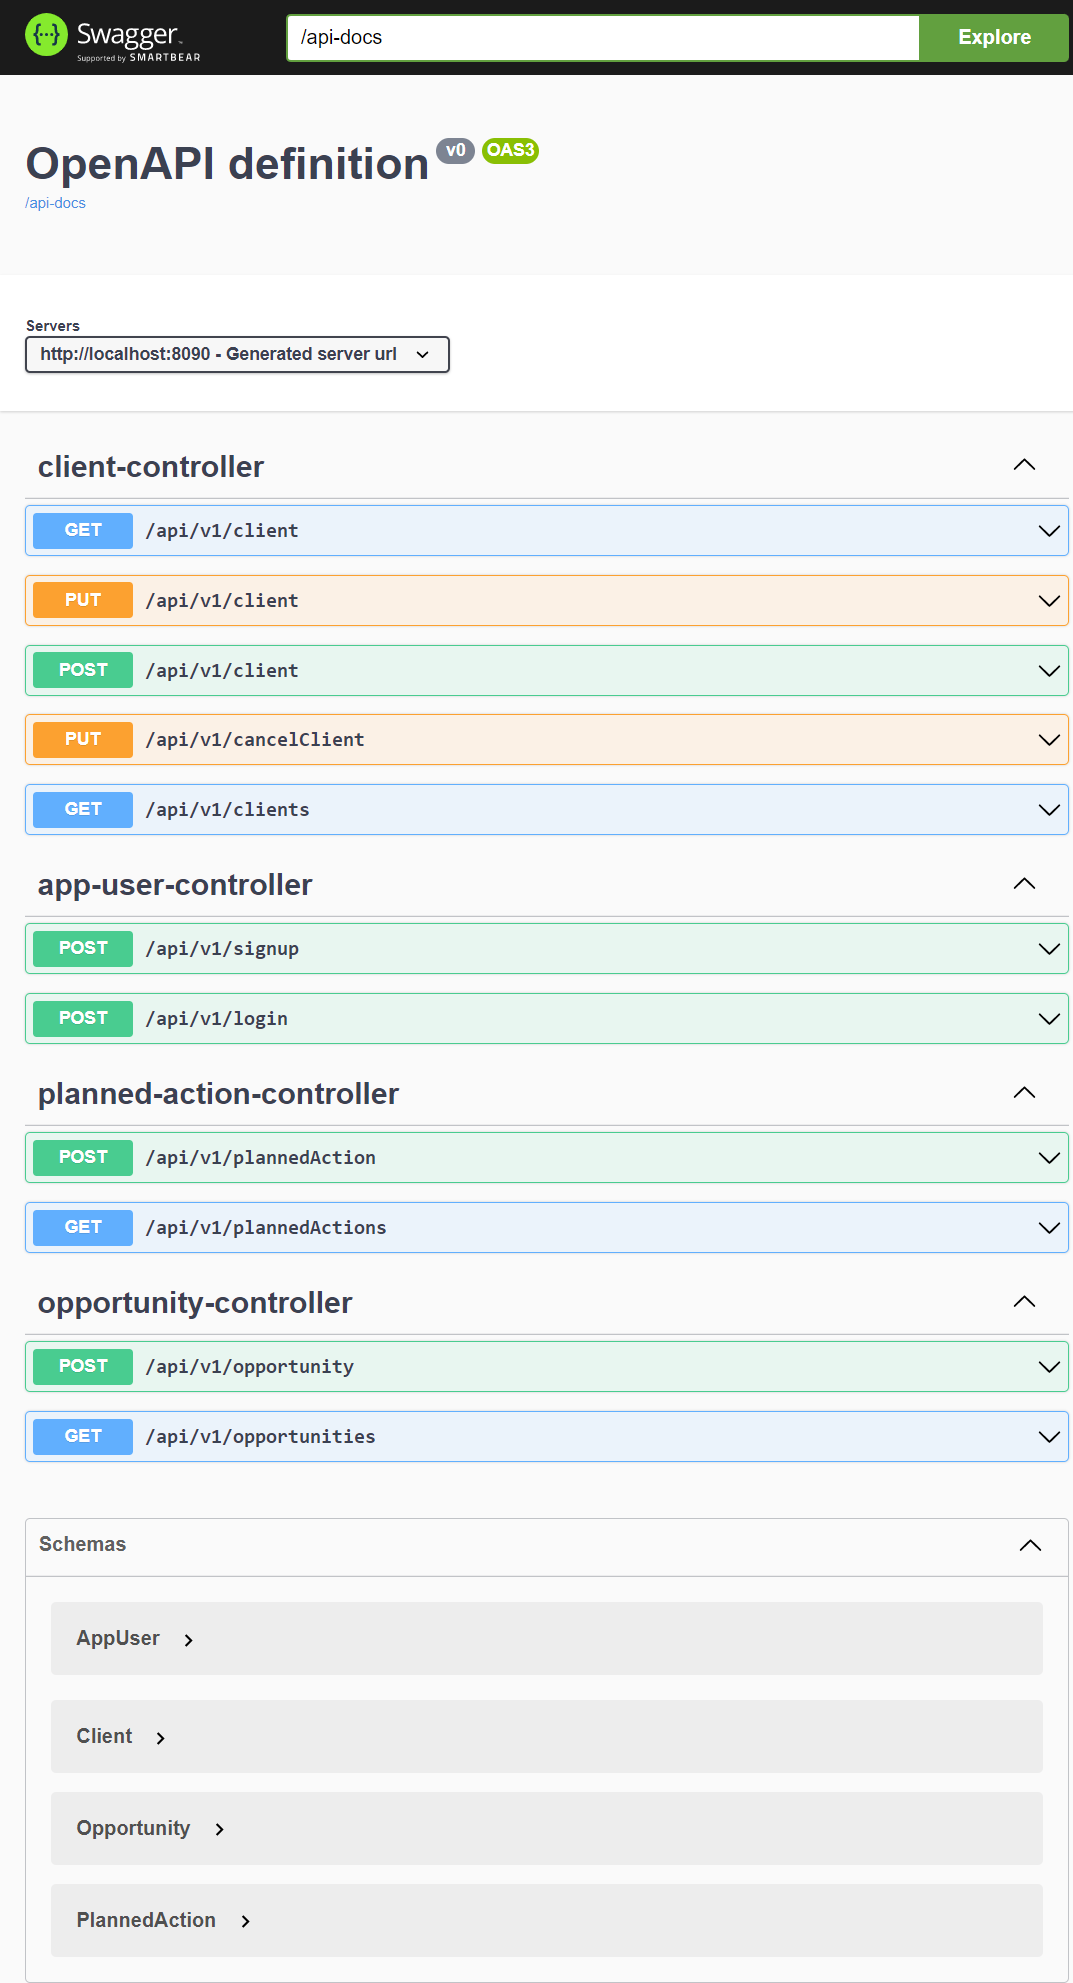 Swagger
Supported by SMARTBEAR
/api-docs
Explore
OpenAPI definition v0 OAS3
/api-docs
Servers
http://localhost:8090 - Generated server url
client-controller
GET /api/v1/client
PUT /api/v1/client
POST /api/v1/client
PUT /api/v1/cancelClient
GET /api/v1/clients
app-user-controller
POST /api/v1/signup
POST /api/v1/login
planned-action-controller
POST /api/v1/plannedAction
GET /api/v1/plannedActions
opportunity-controller
POST /api/v1/opportunity
GET /api/v1/opportunities
Schemas
AppUser
Client
Opportunity
PlannedAction